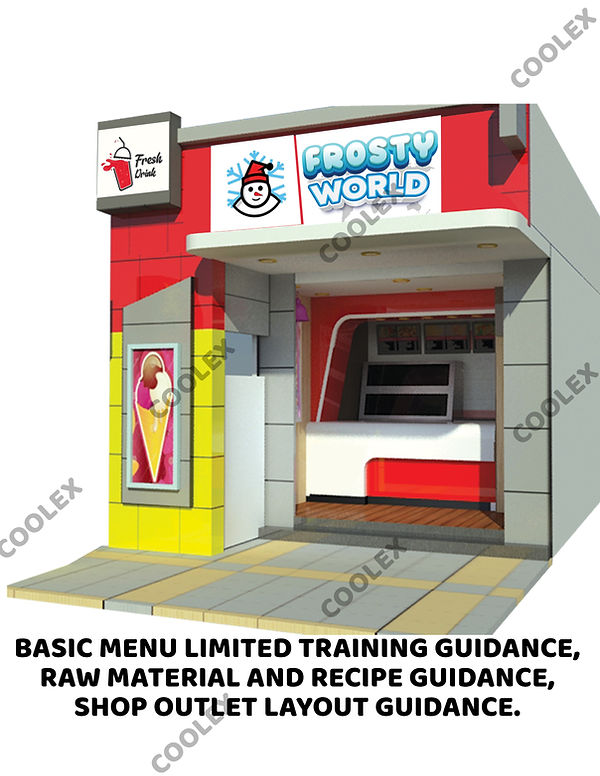 COOLEX
Fresh
Drink
FROSTY
WORLD
COOLEX
COOLEX
COOLEX
COOLEX
COOLEX
BASIC MENU LIMITED TRAINING GUIDANCE,
RAW MATERIAL AND RECIPE GUIDANCE,
SHOP OUTLET LAYOUT GUIDANCE.
COOLEX